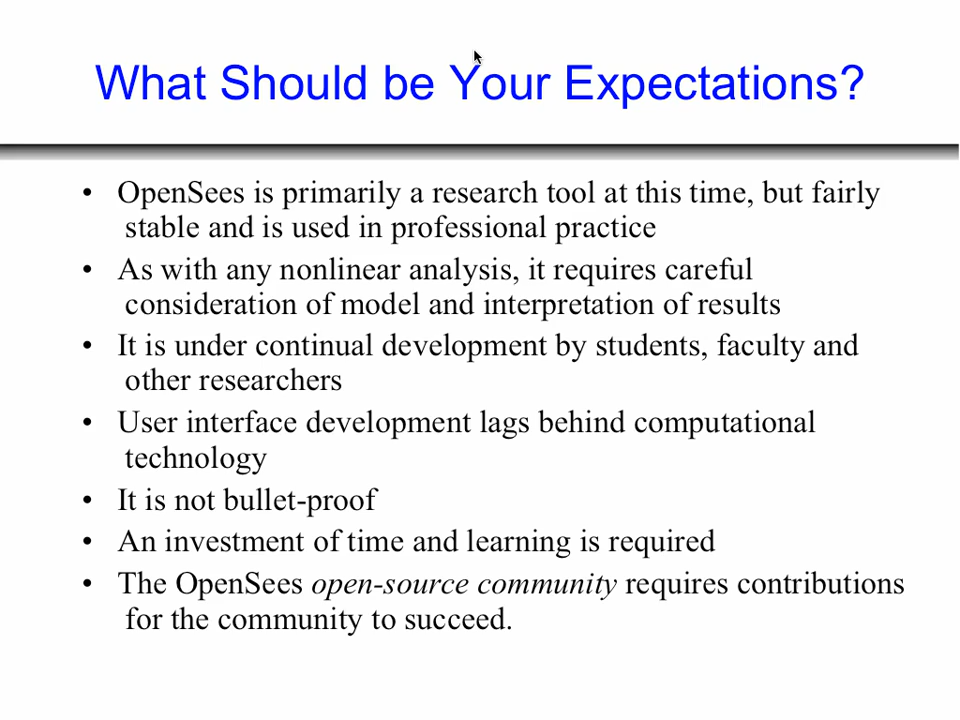 What Should be Your Expectations?
• OpenSees is primarily a research tool at this time, but fairly
stable and is used in professional practice
• As with any nonlinear analysis, it requires careful
consideration of model and interpretation of results
• It is under continual development by students, faculty and
other researchers
• User interface development lags behind computational
technology
• It is not bullet-proof
• An investment of time and learning is required
• The OpenSees open-source community requires contributions
for the community to succeed.